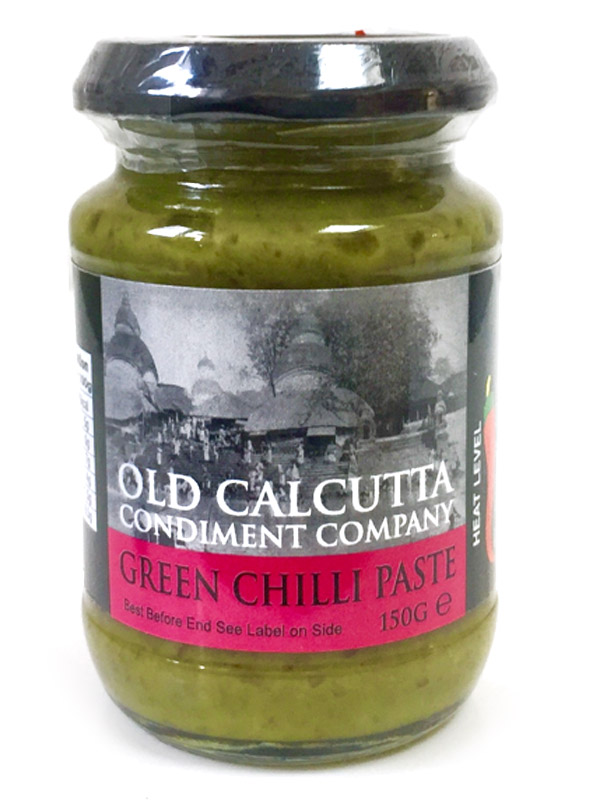 OLD CALCUTTA
CONDIMENT COMPANY
GREEN CHILLI PASTE
Best Before End See Label on Side
150G ℮
HEAT LEVEL